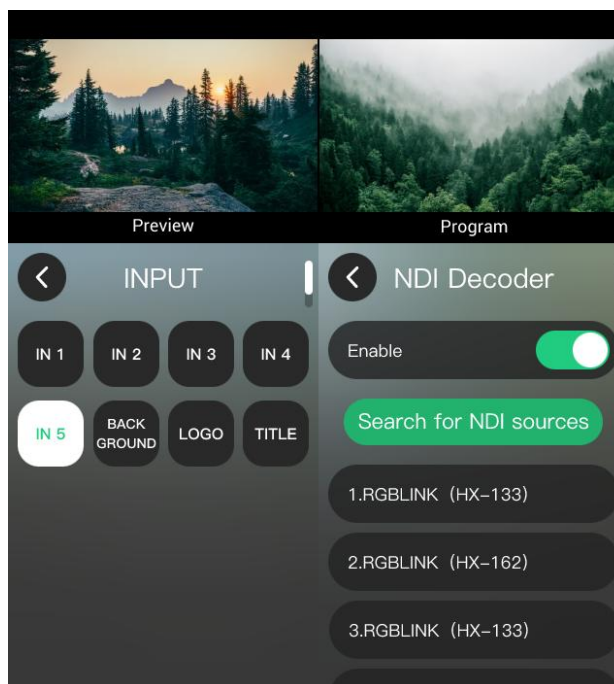 Preview
Program
INPUT
IN 1
IN 2
IN 3
IN 4
IN 5
BACK
GROUND
LOGO
TITLE
NDI Decoder
Enable
Search for NDI sources
1.RGBLINK（HX-133）
2.RGBLINK（HX-162）
3.RGBLINK（HX-133）